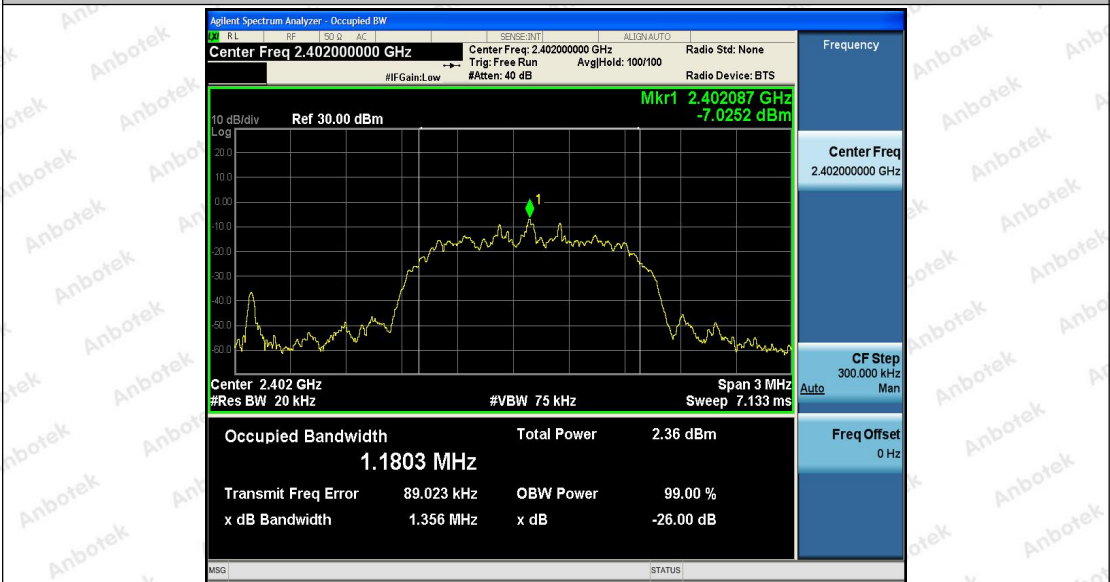 Agilent Spectrum Analyzer - Occupied BW
LXI RL RF 50 Ω AC SENSE:INT ALIGNAUTO
Center Freq 2.402000000 GHz
Center Freq: 2.402000000 GHz
Radio Std: None
Trig: Free Run Avg|Hold: 100/100
#IFGain:Low #Atten: 40 dB Radio Device: BTS
Frequency
Mkr1 2.402087 GHz
-7.0252 dBm
10 dB/div Ref 30.00 dBm
Log
20.0
10.0
0.00
-10.0
-20.0
-30.0
-40.0
-50.0
-60.0
1
Center 2.402 GHz Span 3 MHz
#Res BW 20 kHz #VBW 75 kHz Sweep 7.133 ms
Center Freq
2.402000000 GHz
CF Step
300.000 kHz
Auto Man
Freq Offset
0 Hz
Occupied Bandwidth Total Power 2.36 dBm
1.1803 MHz
Transmit Freq Error 89.023 kHz OBW Power 99.00 %
x dB Bandwidth 1.356 MHz x dB -26.00 dB
MSG STATUS
Anbotek